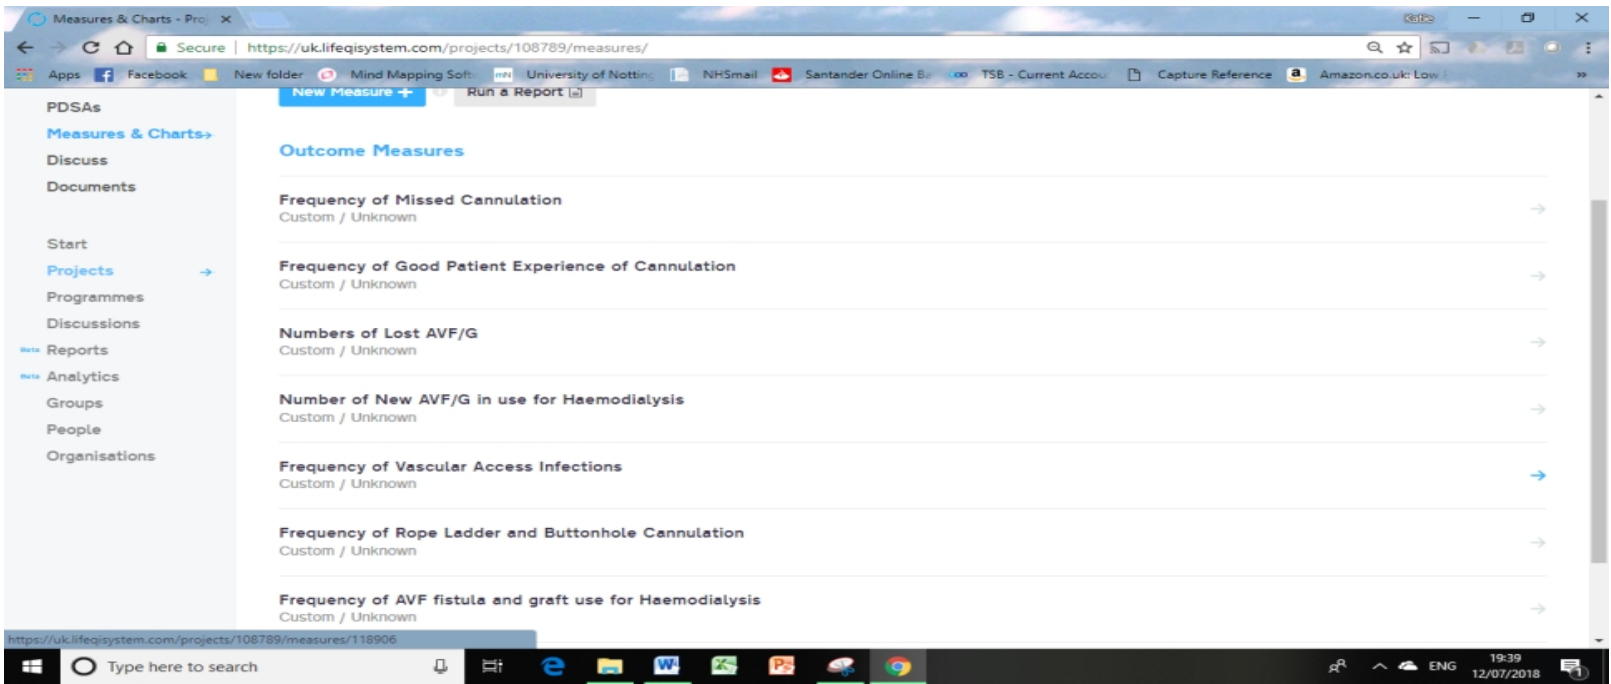 Measures & Charts - Proj
Katie
Secure | https://uk.lifeqisystem.com/projects/108789/measures/
Apps Facebook New folder Mind Mapping Soft University of Notting NHSmail Santander Online Ba TSB - Current Accou Capture Reference Amazon.co.uk: Low
PDSAs
Measures & Charts
Discuss
Documents
Start
Projects
Programmes
Discussions
Beta Reports
Beta Analytics
Groups
People
Organisations
New Measure + Run a Report
Outcome Measures
Frequency of Missed Cannulation
Custom / Unknown
Frequency of Good Patient Experience of Cannulation
Custom / Unknown
Numbers of Lost AVF/G
Custom / Unknown
Number of New AVF/G in use for Haemodialysis
Custom / Unknown
Frequency of Vascular Access Infections
Custom / Unknown
Frequency of Rope Ladder and Buttonhole Cannulation
Custom / Unknown
Frequency of AVF fistula and graft use for Haemodialysis
Custom / Unknown
https://uk.lifeqisystem.com/projects/108789/measures/118906
Type here to search
ENG
19:39
12/07/2018